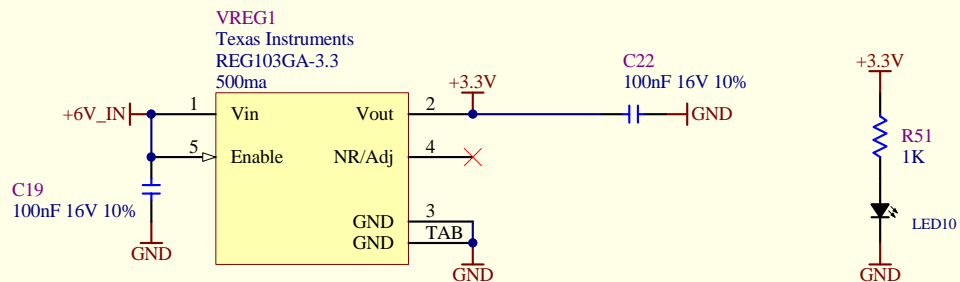 VREG1
Texas Instruments
REG103GA-3.3
500ma
+6V_IN
1
Vin
Vout
2
+3.3V
C22
100nF 16V 10%
GND
5
Enable
NR/Adj
4
C19
100nF 16V 10%
GND
GND
3
GND
TAB
GND
+3.3V
R51
1K
LED10
GND